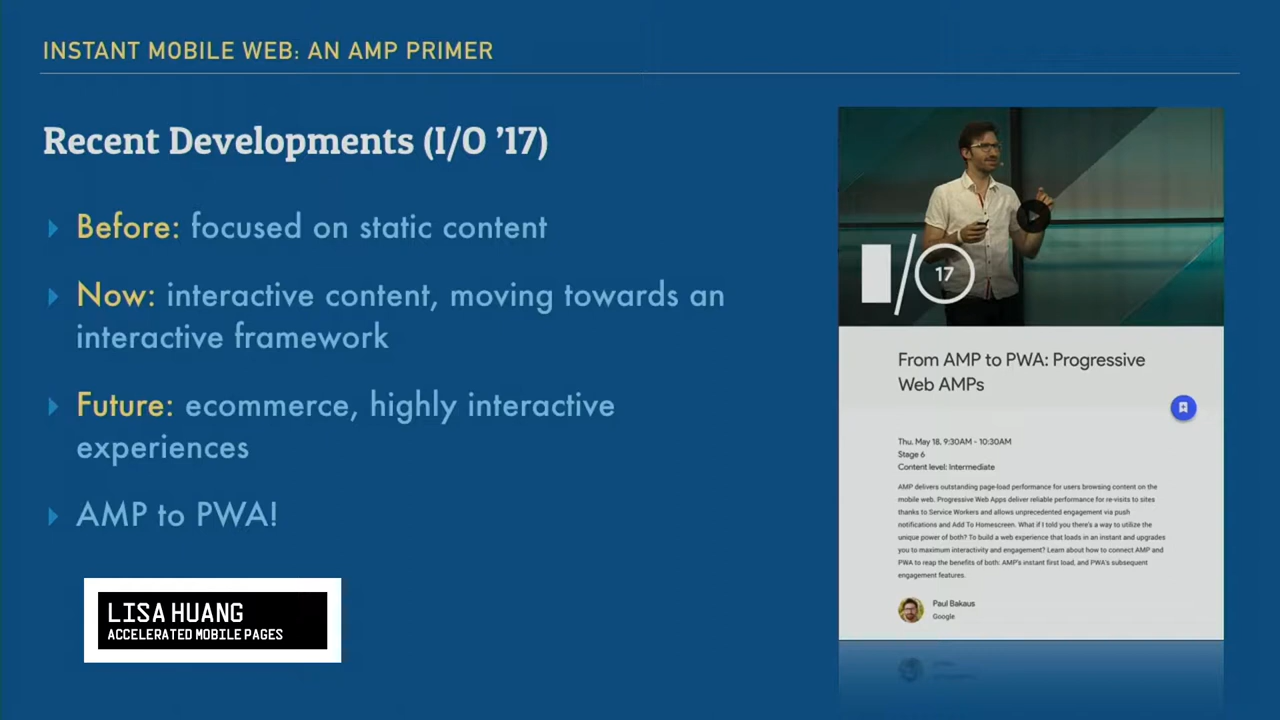 INSTANT MOBILE WEB: AN AMP PRIMER
Recent Developments (I/O ’17)
Before: focused on static content
Now: interactive content, moving towards an
interactive framework
Future: ecommerce, highly interactive
experiences
AMP to PWA!
LISA HUANG
ACCELERATED MOBILE PAGES
I/O 17
From AMP to PWA: Progressive
Web AMPs
Thu, May 18, 9:30AM - 10:30AM
Stage 6
Content level: Intermediate
AMP delivers outstanding page-load performance for users browsing content on the
mobile web. Progressive Web Apps deliver reliable performance for re-visits to sites
thanks to Service Workers and allows unprecedented engagement via push
notifications and Add To Homescreen. What if I told you there's a way to utilize the
unique power of both? To build a web experience that loads in an instant and upgrades
you to maximum interactivity and engagement? Learn about how to connect AMP and
PWA to reap the benefits of both: AMP's instant first load, and PWA's subsequent
engagement features.
Paul Bakaus
Google